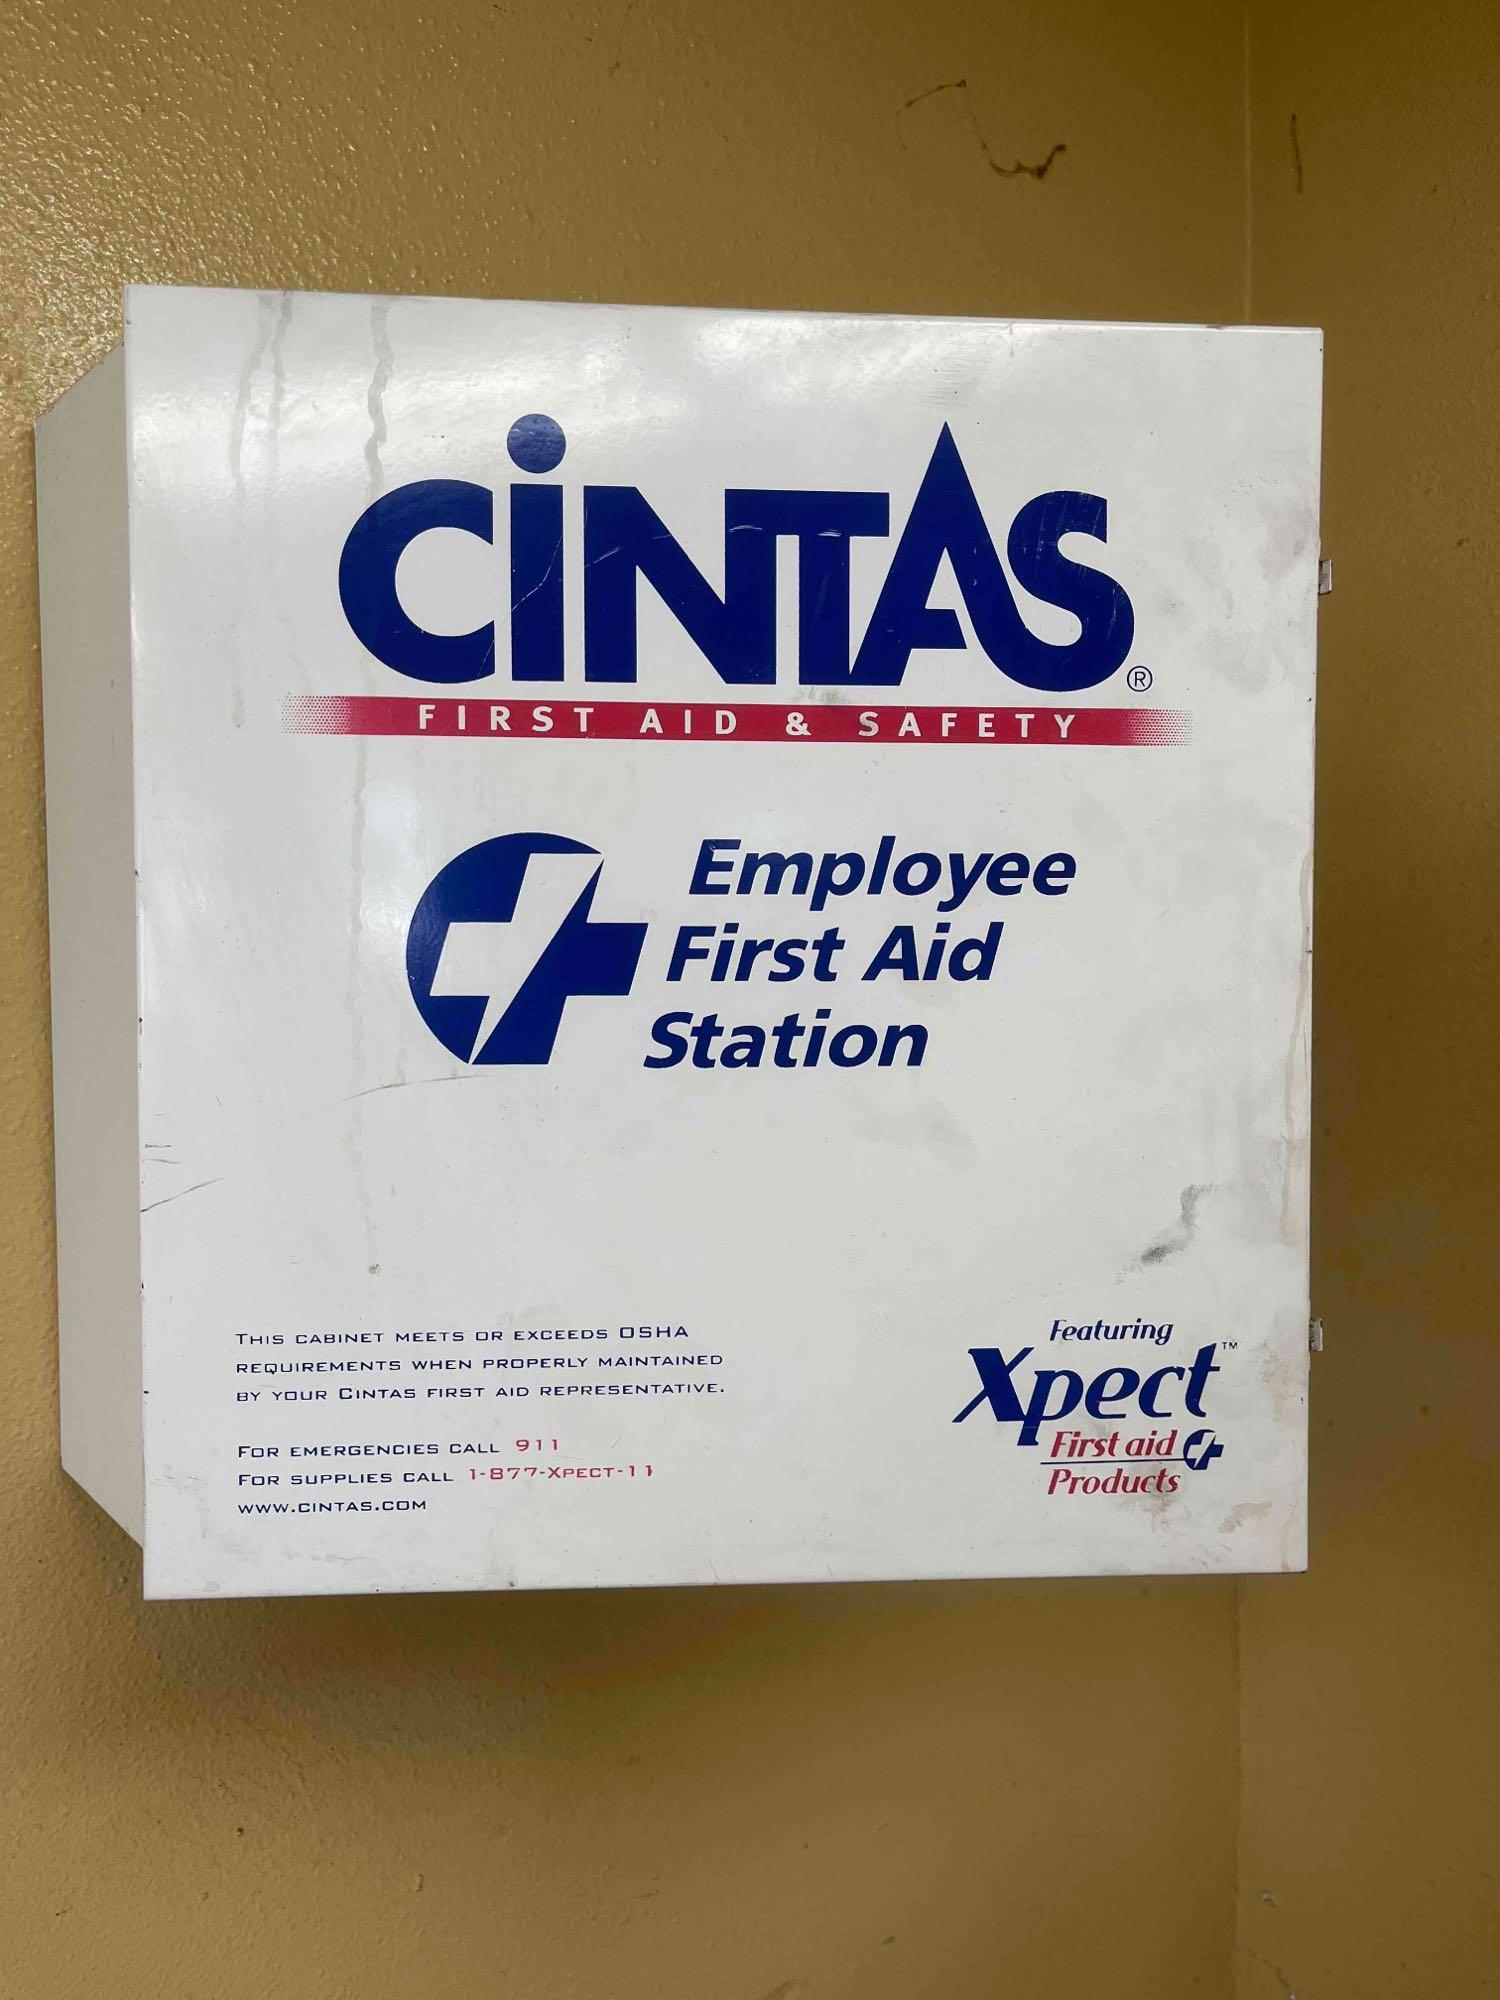 CINTAS®
FIRST AID & SAFETY
Employee
First Aid
Station
THIS CABINET MEETS OR EXCEEDS OSHA
REQUIREMENTS WHEN PROPERLY MAINTAINED
BY YOUR CINTAS FIRST AID REPRESENTATIVE.
FOR EMERGENCIES CALL 911
FOR SUPPLIES CALL 1-877-XPECT-11
WWW.CINTAS.COM
Featuring
Xpect™
First aid
Products